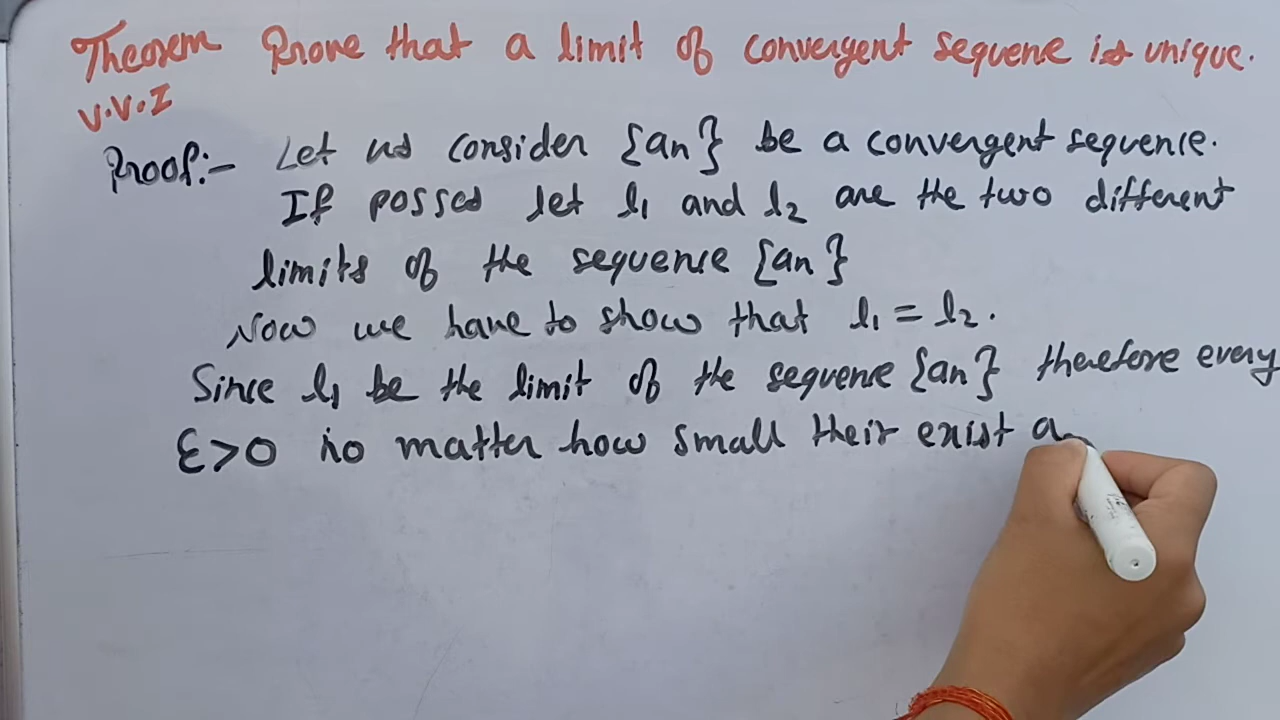 Theorem Prove that a limit of convergent sequene is unique.
V.V.I
Proof:- Let us consider {an} be a convergent sequence.
If possed let l1 and l2 are the two different
limits of the sequence {an}
Now we have to show that l1 = l2.
Since l1 be the limit of the sequence {an} therefore every
ε>0 no matter how small their exist a